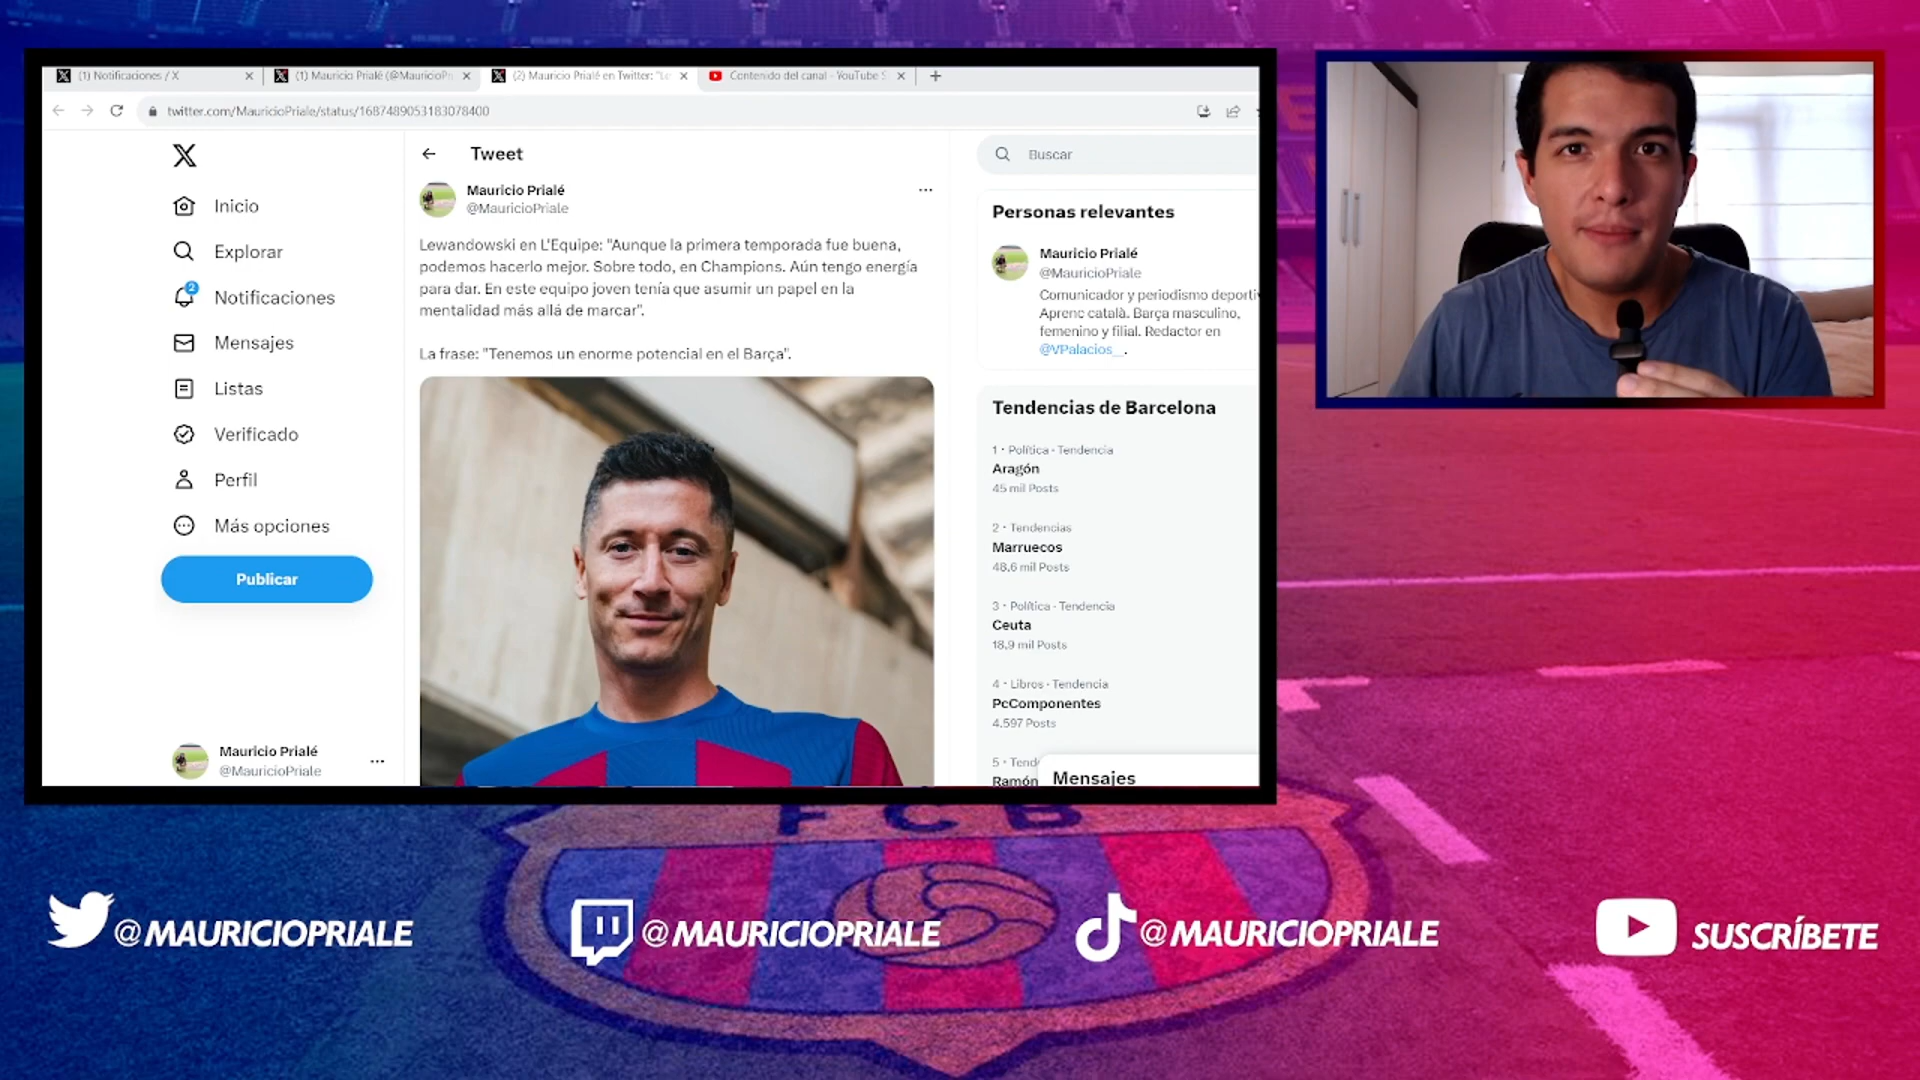 (1) Notificaciones / X
(1) Mauricio Prialé (@MauricioPri
(2) Mauricio Prialé en Twitter: "Le
Contenido del canal - YouTube S
twitter.com/MauricioPriale/status/1687489053183078400
Tweet
Buscar
Inicio
Explorar
2
Notificaciones
Mensajes
Listas
Verificado
Perfil
Más opciones
Publicar
Mauricio Prialé
@MauricioPriale
Mauricio Prialé
@MauricioPriale
Lewandowski en L'Equipe: "Aunque la primera temporada fue buena,
podemos hacerlo mejor. Sobre todo, en Champions. Aún tengo energía
para dar. En este equipo joven tenía que asumir un papel en la
mentalidad más allá de marcar".
La frase: "Tenemos un enorme potencial en el Barça".
Personas relevantes
Mauricio Prialé
@MauricioPriale
Comunicador y periodismo deporti
Aprenc català. Barça masculino,
femenino y filial. Redactor en
@VPalacios__.
Tendencias de Barcelona
1 · Política · Tendencia
Aragón
45 mil Posts
2 · Tendencias
Marruecos
48,6 mil Posts
3 · Política · Tendencia
Ceuta
18,9 mil Posts
4 · Libros · Tendencia
PcComponentes
4.597 Posts
5 · Tend
Ramón
Mensajes
FCB
@MAURICIOPRIALE
@MAURICIOPRIALE
@MAURICIOPRIALE
SUSCRÍBETE